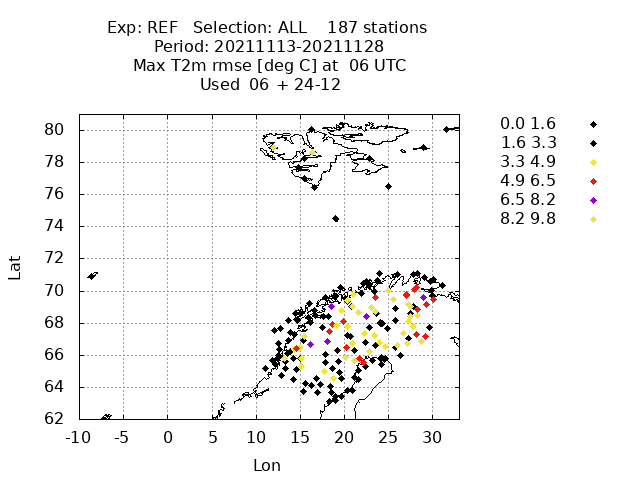 Exp: REF   Selection: ALL    187 stations
Period: 20211113-20211128
Max T2m rmse [deg C] at  06 UTC
Used  06 + 24-12
0.0 1.6
1.6 3.3
3.3 4.9
4.9 6.5
6.5 8.2
8.2 9.8
80
78
76
74
72
70
68
66
64
62
Lat
-10 -5 0 5 10 15 20 25 30
Lon